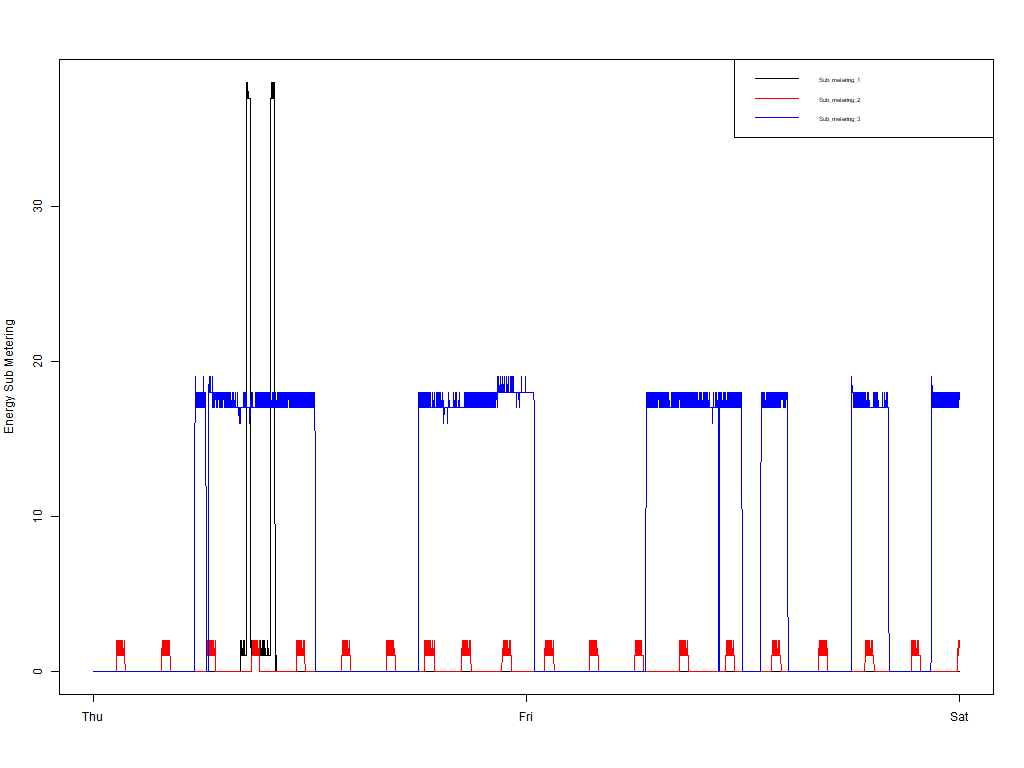 Sub_metering_1
Sub_metering_2
Sub_metering_3
Energy Sub Metering
30
20
10
0
Thu Fri Sat